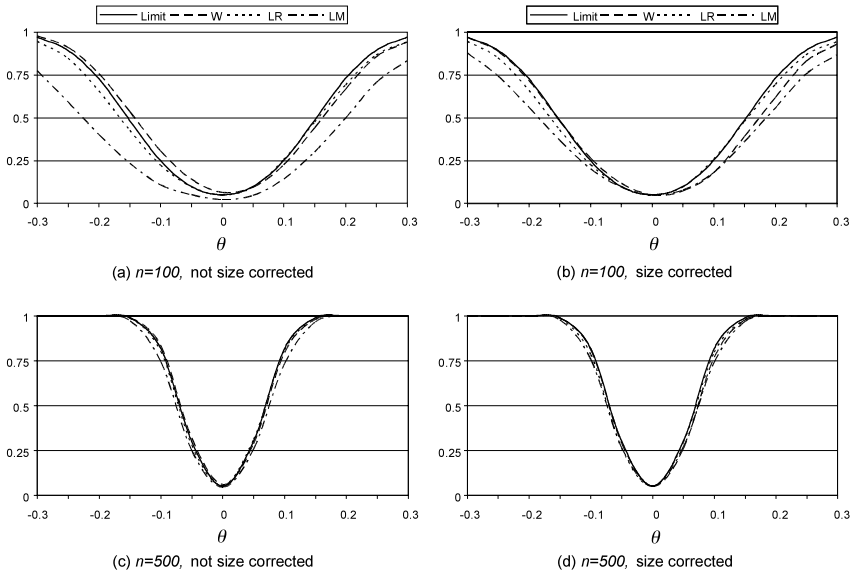 Limit W LR LM
1
0.75
0.5
0.25
0
-0.3 -0.2 -0.1 0 0.1 0.2 0.3
θ
(a) n=100, not size corrected
Limit W LR LM
1
0.75
0.5
0.25
0
-0.3 -0.2 -0.1 0 0.1 0.2 0.3
θ
(b) n=100, size corrected
1
0.75
0.5
0.25
0
-0.3 -0.2 -0.1 0 0.1 0.2 0.3
θ
(c) n=500, not size corrected
1
0.75
0.5
0.25
0
-0.3 -0.2 -0.1 0 0.1 0.2 0.3
θ
(d) n=500, size corrected